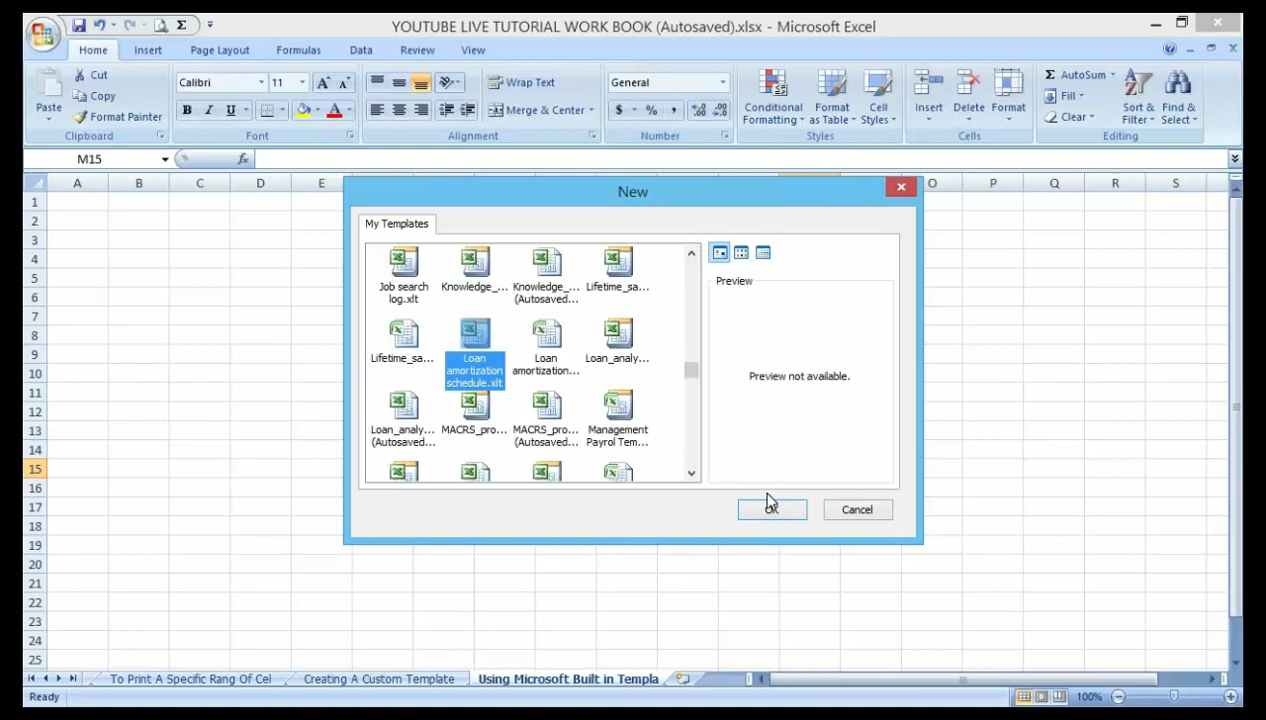 YOUTUBE LIVE TUTORIAL WORK BOOK (Autosaved).xlsx - Microsoft Excel
Home Insert Page Layout Formulas Data Review View
Paste Cut Copy Format Painter
Clipboard
Calibri 11
B I U A
Font
Wrap Text
Merge & Center
Alignment
General
$ % ,
Number
Conditional Formatting Format as Table Cell Styles
Styles
Insert Delete Format
Cells
Σ AutoSum Fill Clear
Sort & Filter Find & Select
Editing
M15 fx
A B C D E O P Q R S
1
2
3
4
5
6
7
8
9
10
11
12
13
14
15
16
17
18
19
20
21
22
23
24
25
New
My Templates
Job search log.xlt
Knowledge_...
Knowledge_... (Autosaved...
Lifetime_sa...
Lifetime_sa...
Loan amortization schedule.xlt
Loan amortization...
Loan_analy...
Loan_analy... (Autosaved...
MACRS_pro...
MACRS_pro... (Autosaved...
Management Payrol Tem...
Preview
Preview not available.
OK Cancel
To Print A Specific Rang Of Cel Creating A Custom Template Using Microsoft Built in Templa
Ready 100%